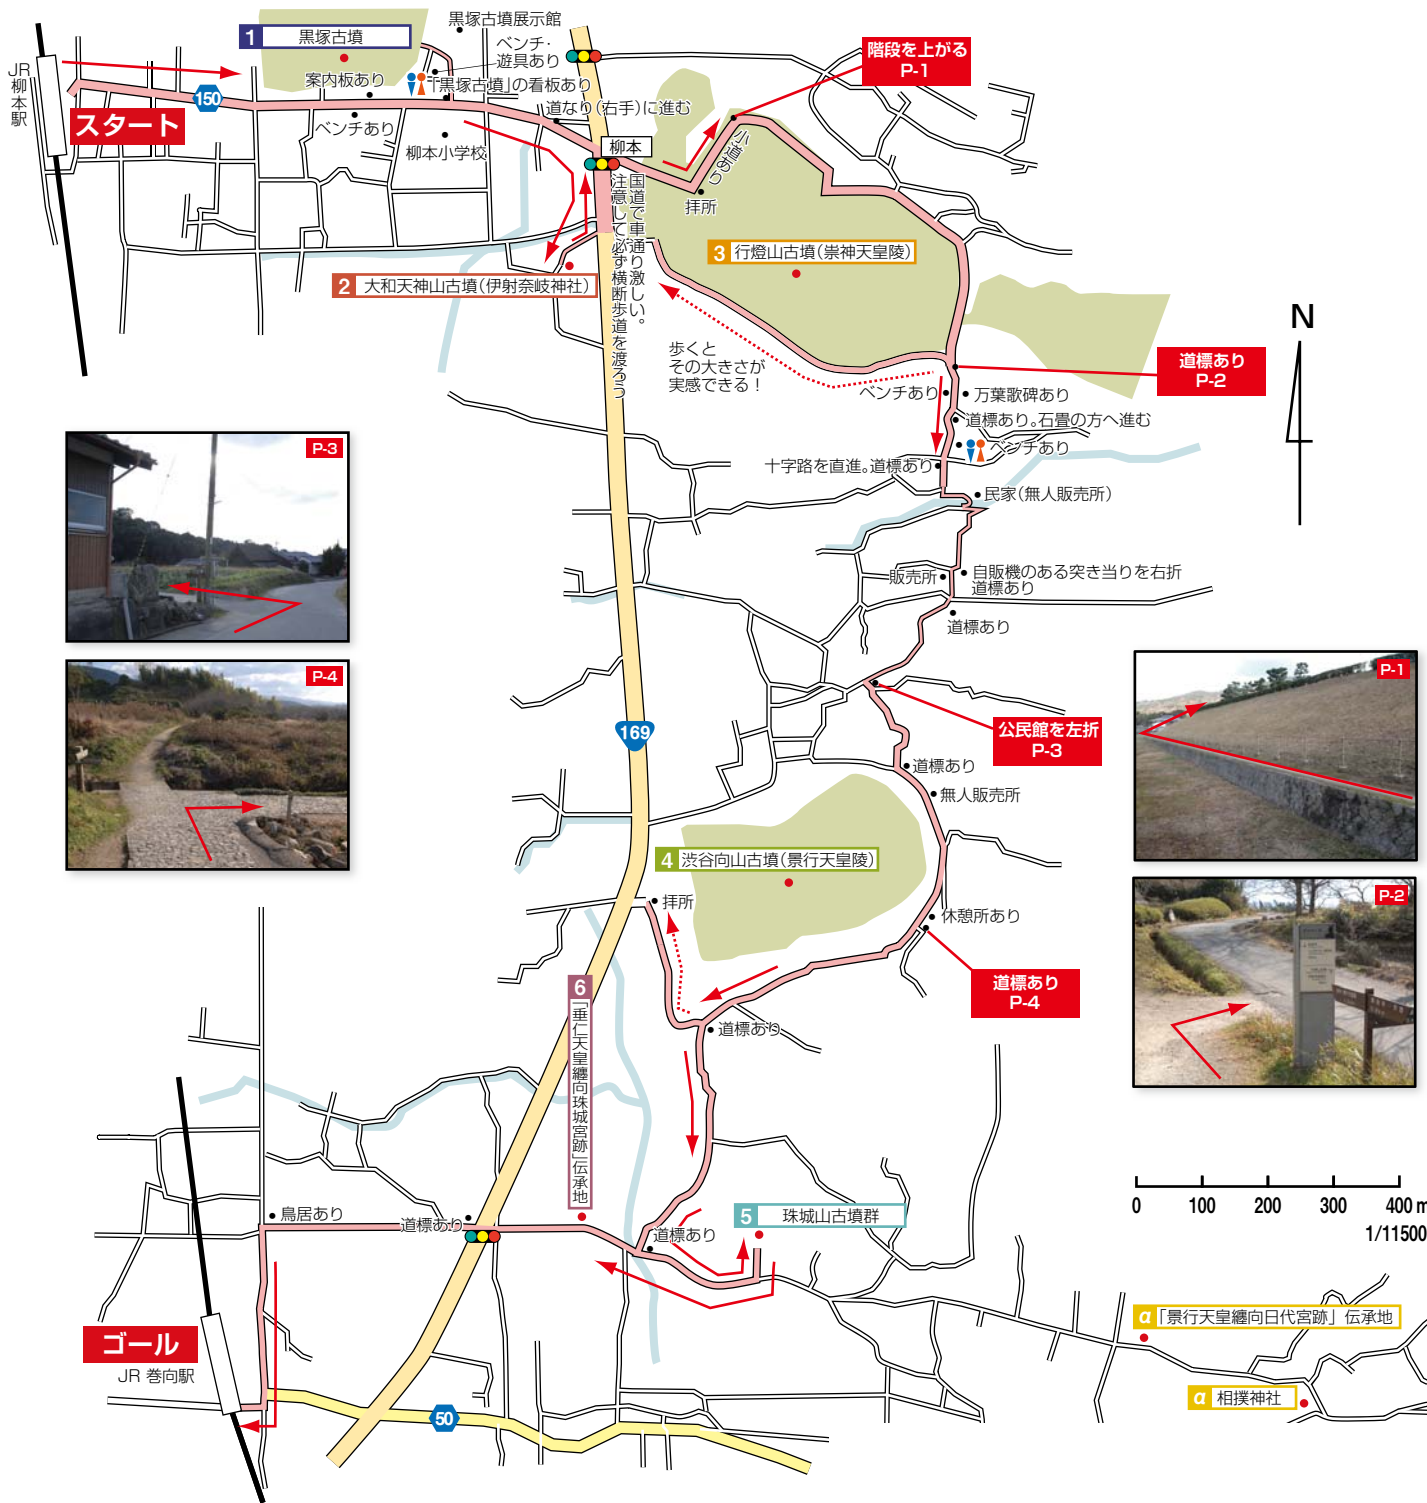 黒塚古墳展示館
1 黒塚古墳
ベンチ・
遊具あり
JR柳本駅
案内板あり
「黒塚古墳」の看板あり
150
スタート
ベンチあり
柳本小学校
道なり(右手)に進む
柳本
階段を上がる
P-1
小道あり
拝所
国道で車通り激しい。
注意して必ず横断歩道を渡ろう
2 大和天神山古墳(伊射奈岐神社)
3 行燈山古墳(崇神天皇陵)
N
歩くと
その大きさが
実感できる!
道標あり
P-2
ベンチあり
万葉歌碑あり
道標あり。石畳の方へ進む
ベンチあり
十字路を直進。道標あり
民家(無人販売所)
P-3
販売所
自販機のある突き当りを右折
道標あり
道標あり
P-4
P-1
169
公民館を左折
P-3
道標あり
無人販売所
4 渋谷向山古墳(景行天皇陵)
拝所
休憩所あり
P-2
道標あり
P-4
6 「垂仁天皇纏向珠城宮跡」伝承地
道標あり
0 100 200 300 400 m
1/11500
鳥居あり
道標あり
5 珠城山古墳群
道標あり
α 「景行天皇纏向日代宮跡」伝承地
ゴール
JR 巻向駅
α 相撲神社
50